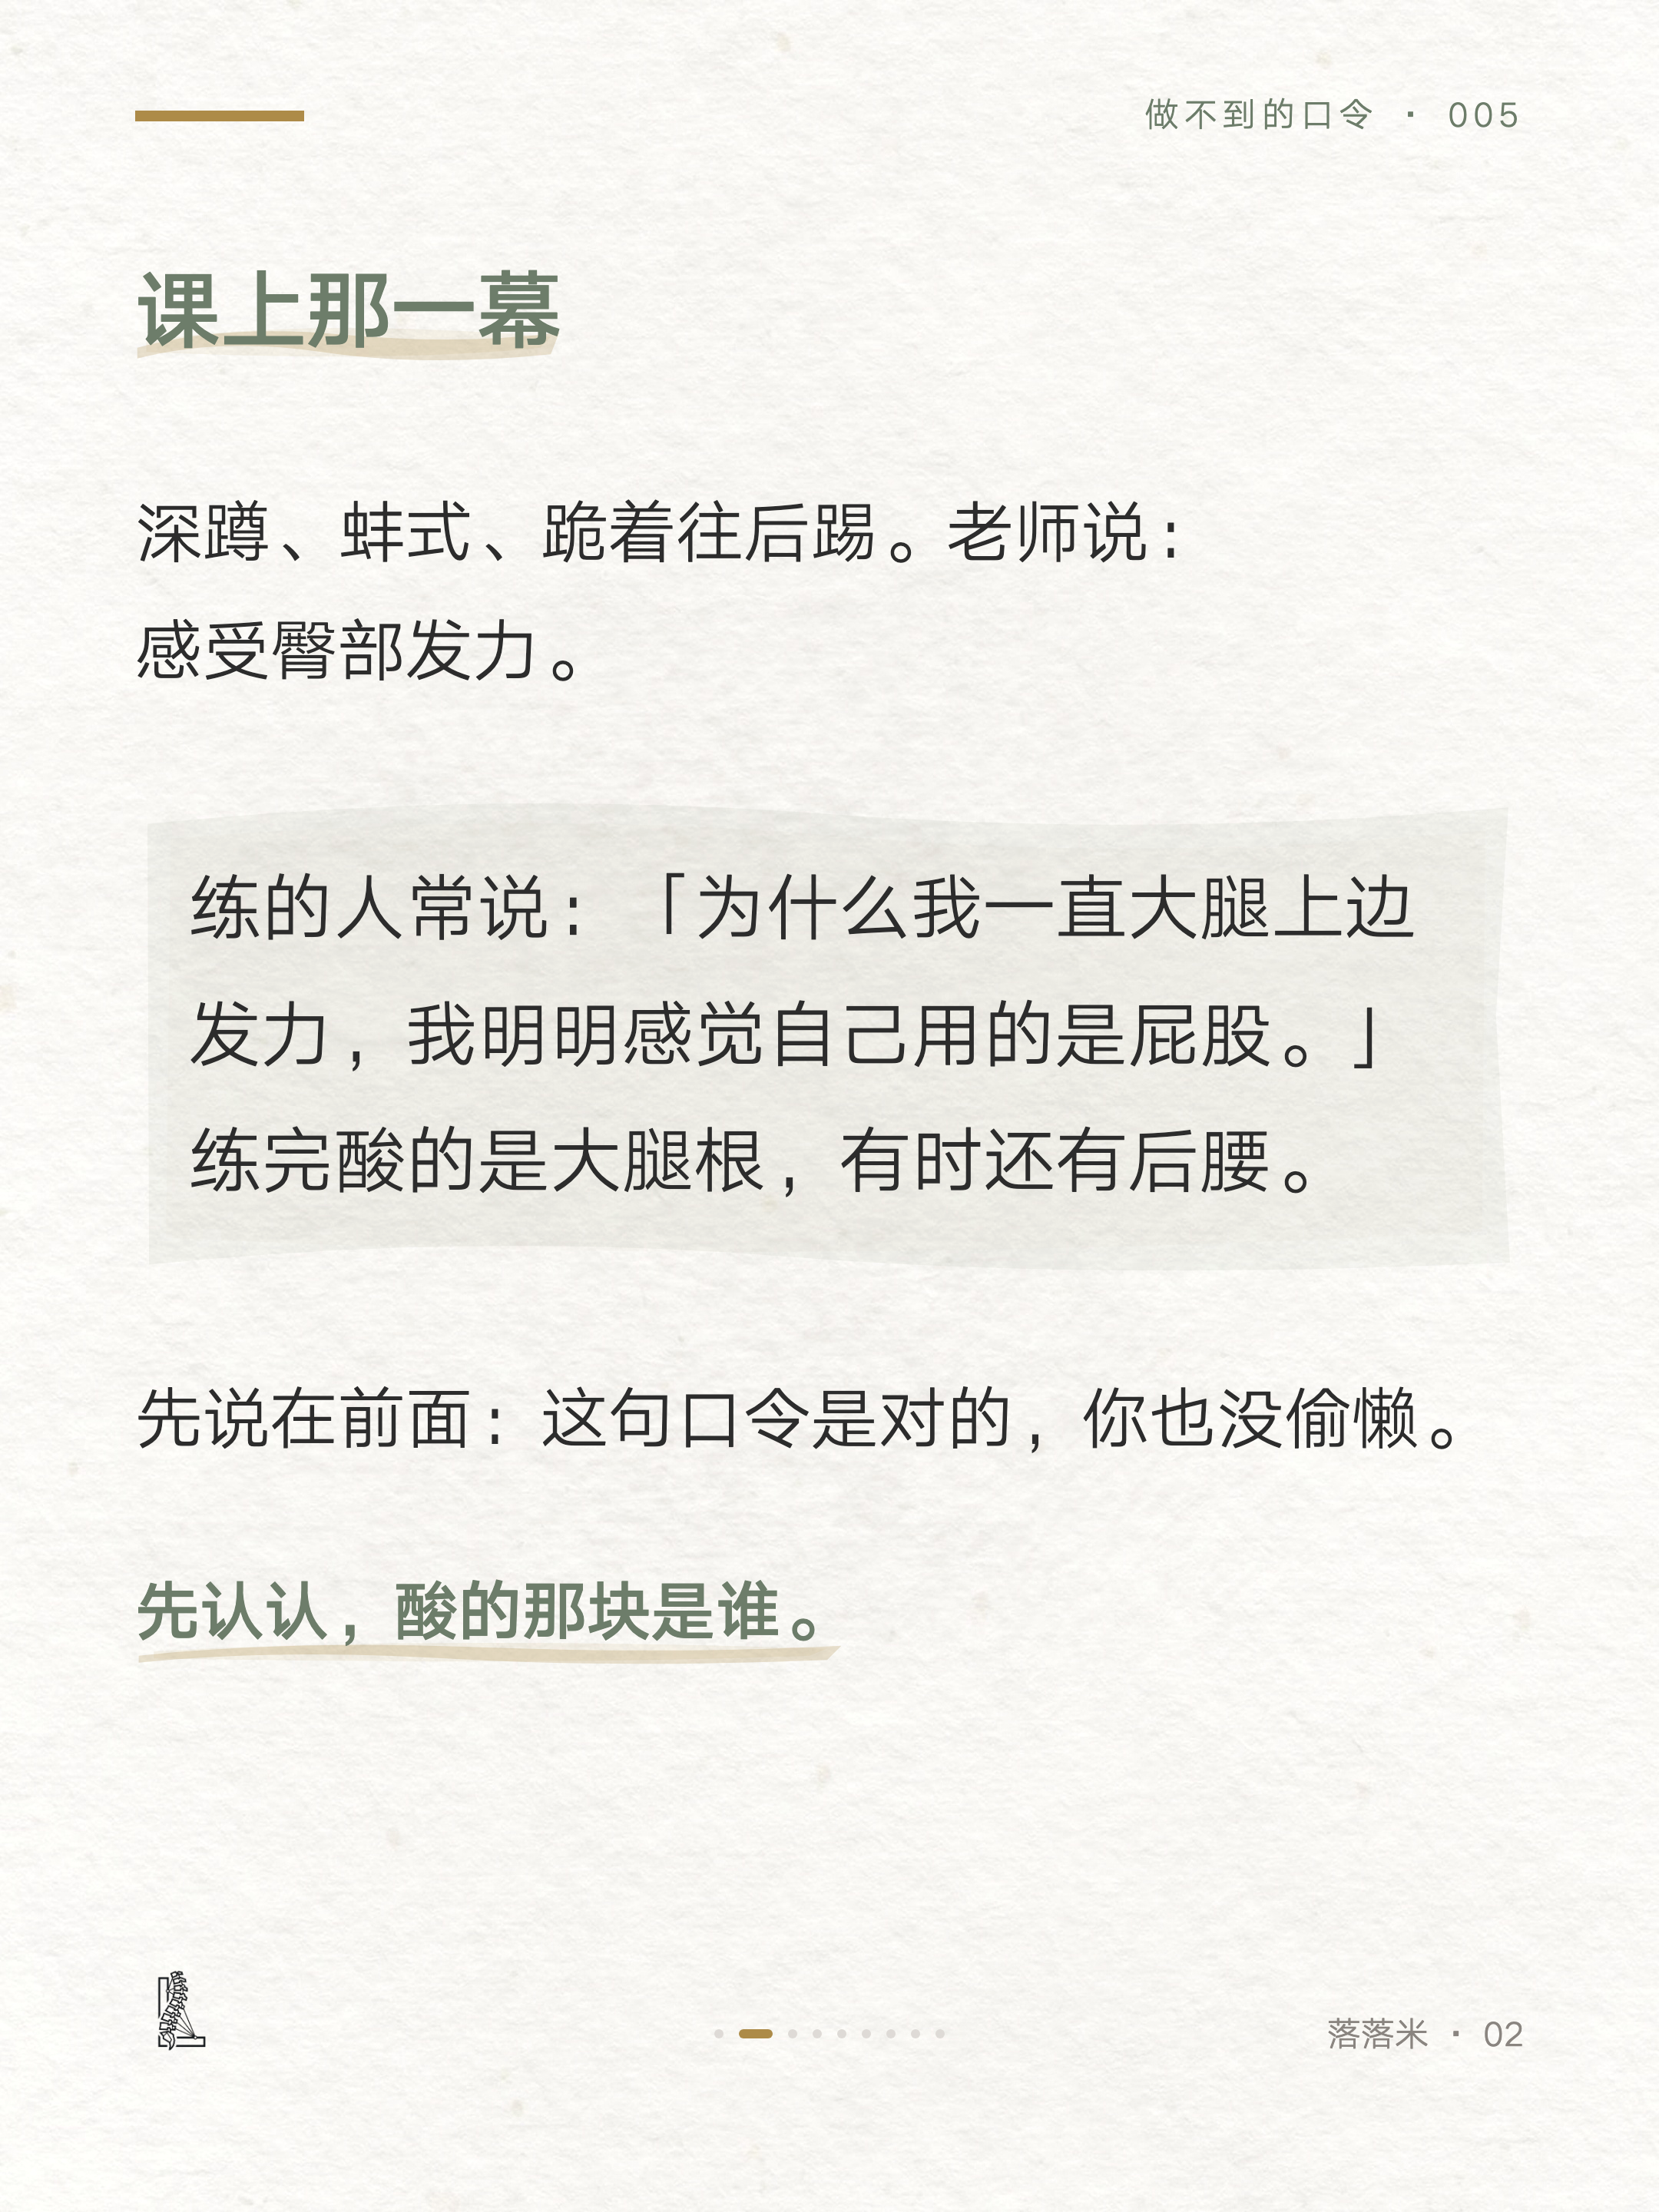 做不到的口令 · 005
课上那一幕
深蹲、蚌式、跪着往后踢。老师说：
感受臀部发力。
练的人常说：「为什么我一直大腿上边
发力，我明明感觉自己用的是屁股。」
练完酸的是大腿根，有时还有后腰。
先说在前面：这句口令是对的，你也没偷懒。
先认认，酸的那块是谁。
落落米 · 02